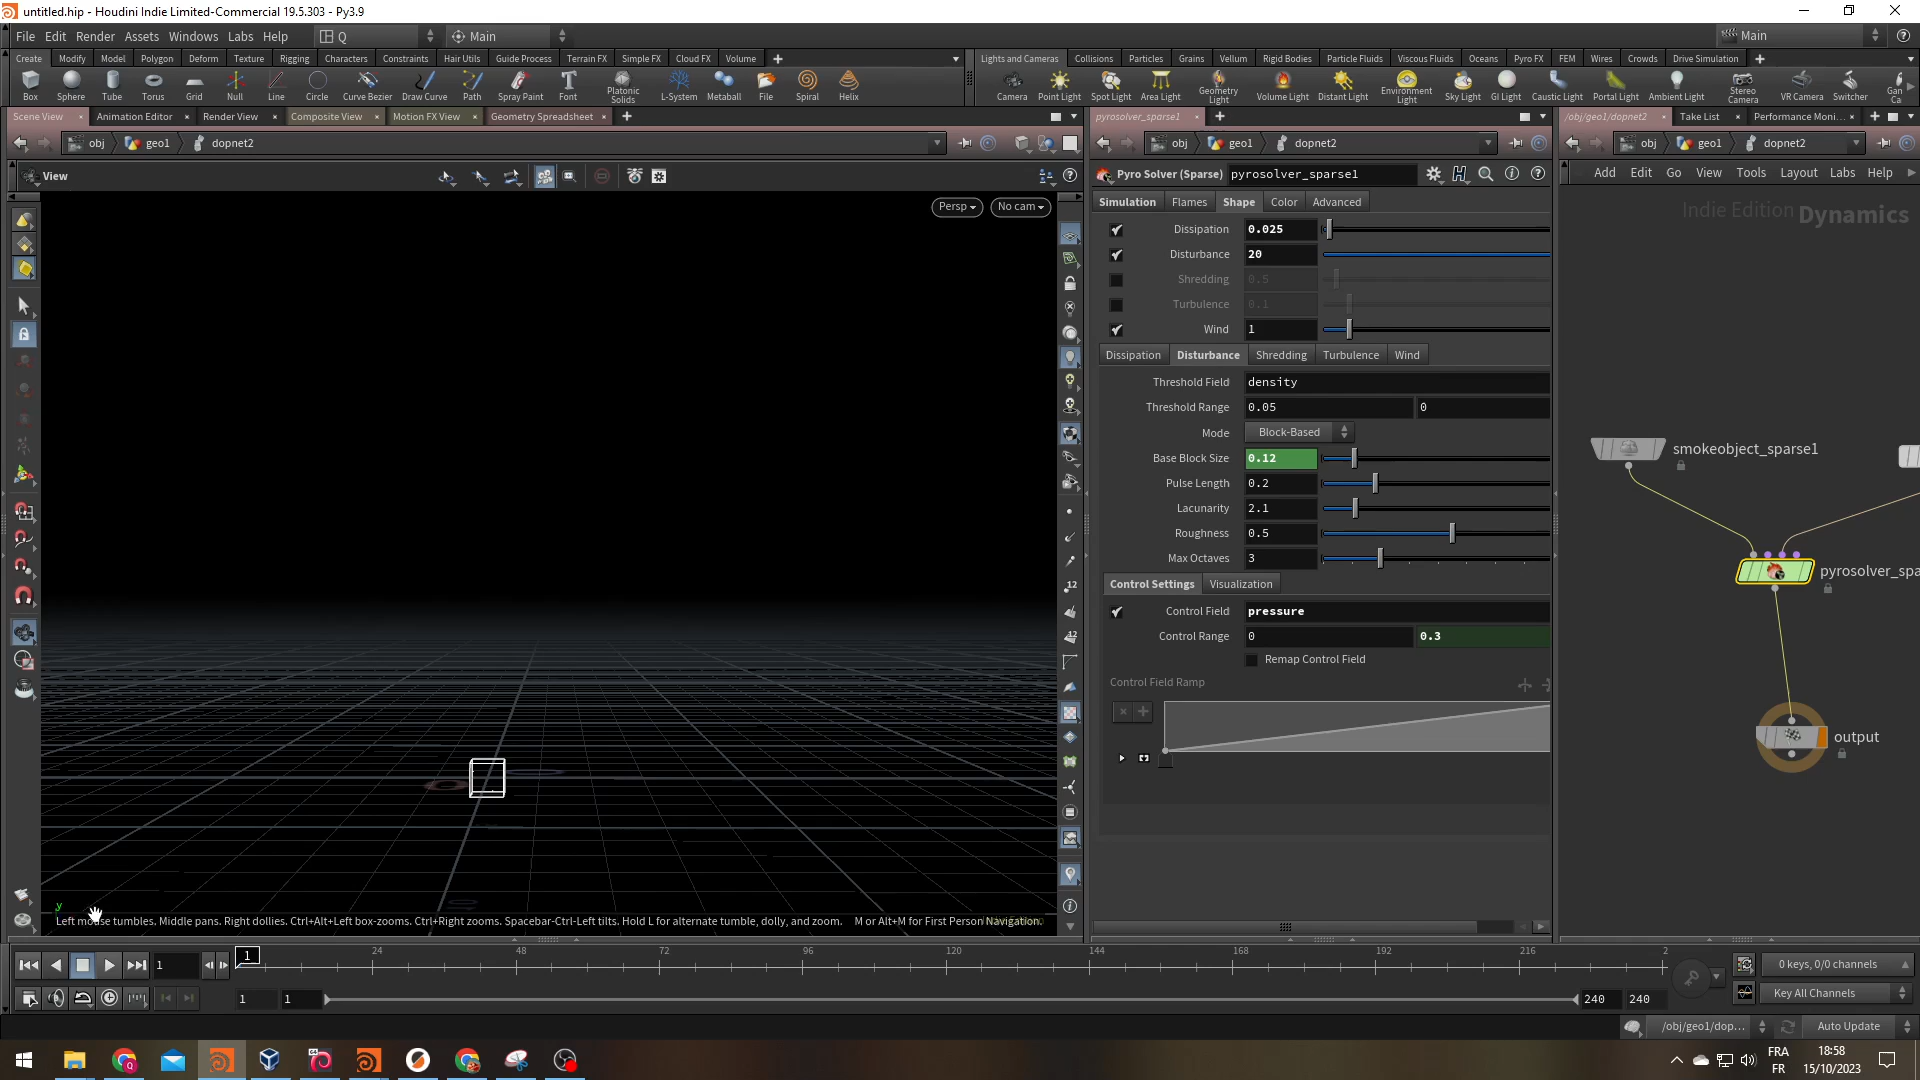 untitled.hip - Houdini Indie Limited-Commercial 19.5.303 - Py3.9
File Edit Render Assets Windows Labs Help Q Main Main
Create Modify Model Polygon Deform Texture Rigging Characters Constraints Hair Utils Guide Process Terrain FX Simple FX Cloud FX Volume
Lights and Cameras Collisions Particles Grains Vellum Rigid Bodies Particle Fluids Viscous Fluids Oceans Pyro FX FEM Wires Crowds Drive Simulation
Box Sphere Tube Torus Grid Null Line Circle Curve Bezier Draw Curve Path Spray Paint Font Platonic Solids L-System Metaball File Spiral Helix
Camera Point Light Spot Light Area Light Geometry Light Volume Light Distant Light Environment Light Sky Light GI Light Caustic Light Portal Light Ambient Light Stereo Camera VR Camera Switcher Gan Ca
Scene View Animation Editor Render View Composite View Motion FX View Geometry Spreadsheet
pyrosolver_sparse1
/obj/geo1/dopnet2 Take List Performance Moni...
obj geo1 dopnet2
obj geo1 dopnet2
obj geo1 dopnet2
View
Persp No cam
Pyro Solver (Sparse) pyrosolver_sparse1
Add Edit Go View Tools Layout Labs Help
Indie Edition Dynamics
Simulation Flames Shape Color Advanced
Dissipation 0.025
Disturbance 20
Shredding 0.5
Turbulence 0.1
Wind 1
Dissipation Disturbance Shredding Turbulence Wind
Threshold Field density
Threshold Range 0.05 0
Mode Block-Based
Base Block Size 0.12
Pulse Length 0.2
Lacunarity 2.1
Roughness 0.5
Max Octaves 3
Control Settings Visualization
Control Field pressure
Control Range 0 0.3
Remap Control Field
Control Field Ramp
smokeobject_sparse1
pyrosolver_spa
output
12
12
y
Left mouse tumbles. Middle pans. Right dollies. Ctrl+Alt+Left box-zooms. Ctrl+Right zooms. Spacebar-Ctrl-Left tilts. Hold L for alternate tumble, dolly, and zoom. M or Alt+M for First Person Navigation.
1 1 24 48 72 96 120 144 168 192 216 2
0 keys, 0/0 channels
1 1 240 240
Key All Channels
/obj/geo1/dop... Auto Update
FRA
FR
18:58
15/10/2023